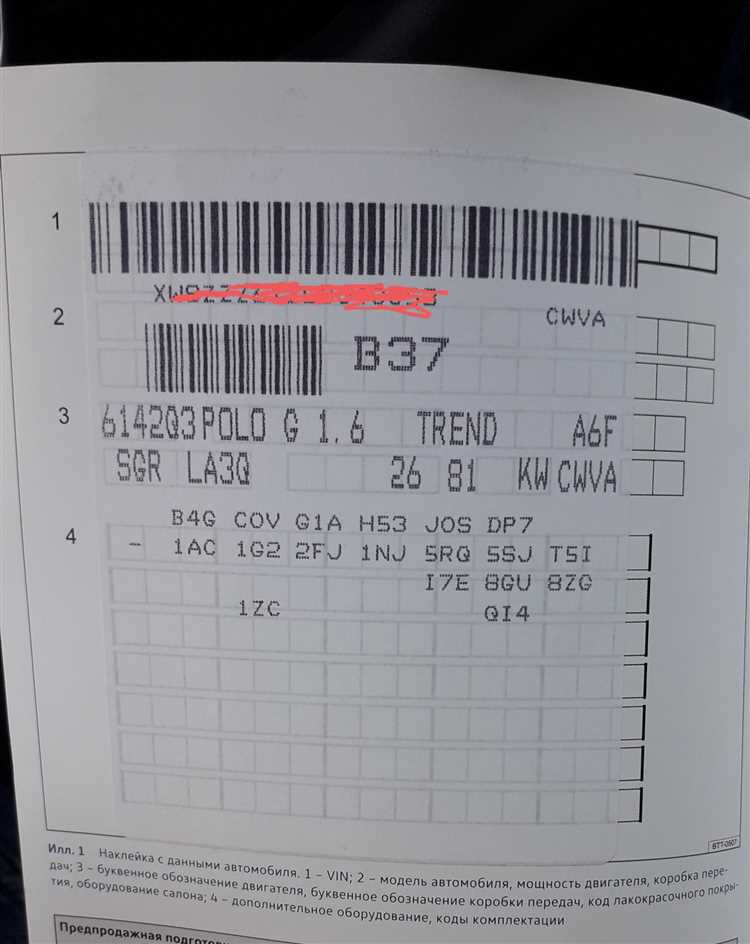 1
2
CWVA
B37
3
6142Q3 POLO G 1.6 TREND A6F
SGR LA3Q 26 81 KW CWVA
4
B4G COV G1A H53 JOS DP7
- 1AC 1G2 2FJ 1NJ 5RQ 5SJ T5I
I7E 8GU 8ZG
1ZC QI4
BTT-0507
Илл. 1 Наклейка с данными автомобиля. 1 – VIN; 2 – модель автомобиля, мощность двигателя, коробка пере-
дач; 3 – буквенное обозначение двигателя, буквенное обозначение коробки передач, код лакокрасочного покры-
тия, оборудование салона; 4 – дополнительное оборудование, коды комплектации
Предпродажная